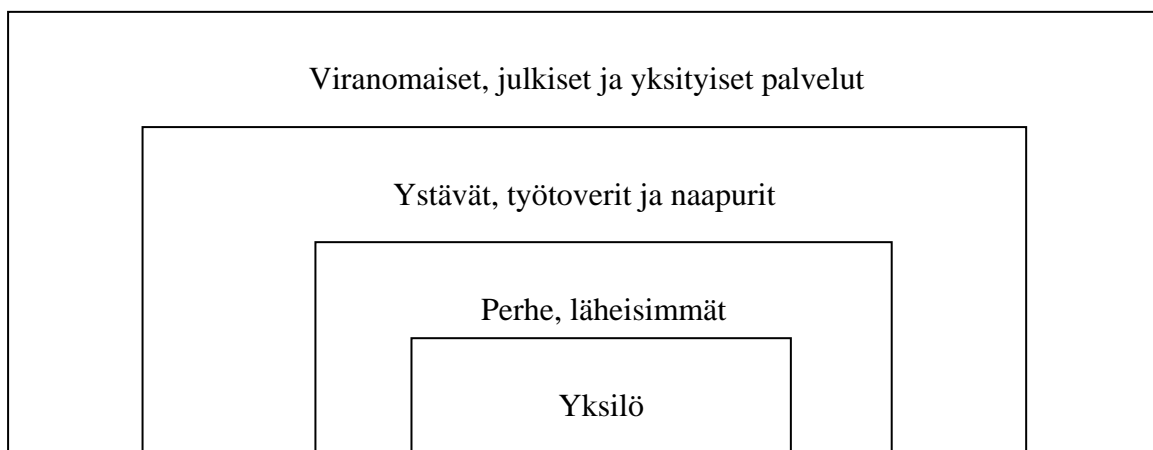 Viranomaiset, julkiset ja yksityiset palvelut
Ystävät, työtoverit ja naapurit
Perhe, läheisimmät
Yksilö